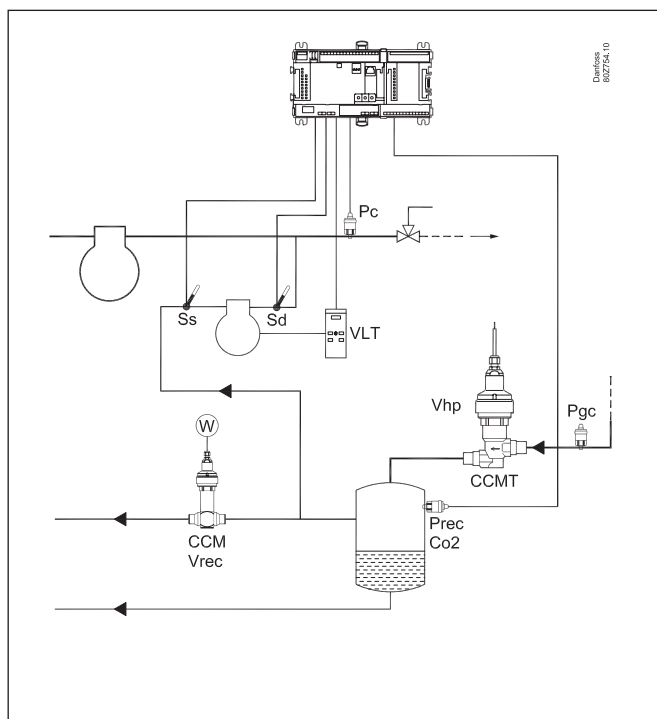 Danfoss
80Z754.10
Pc
Ss
Sd
VLT
Vhp
Pgc
W
CCMT
CCM
Vrec
Prec
Co2